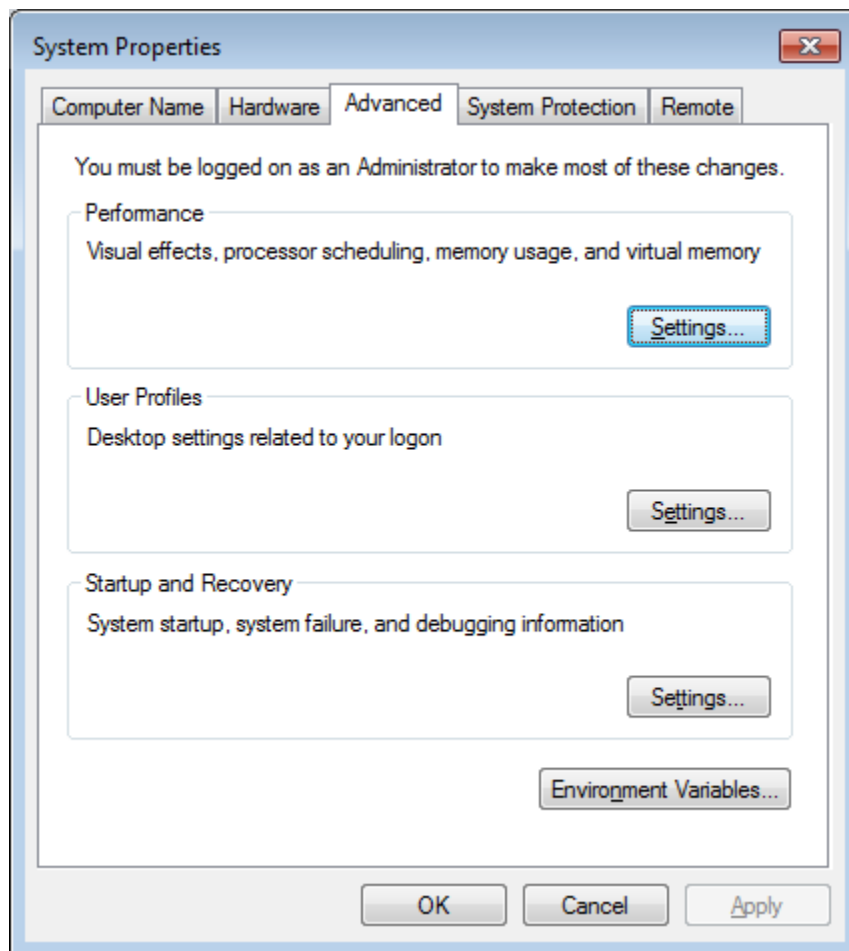 System Properties
Computer Name Hardware Advanced System Protection Remote
You must be logged on as an Administrator to make most of these changes.
Performance
Visual effects, processor scheduling, memory usage, and virtual memory
Settings...
User Profiles
Desktop settings related to your logon
Settings...
Startup and Recovery
System startup, system failure, and debugging information
Settings...
Environment Variables...
OK Cancel Apply